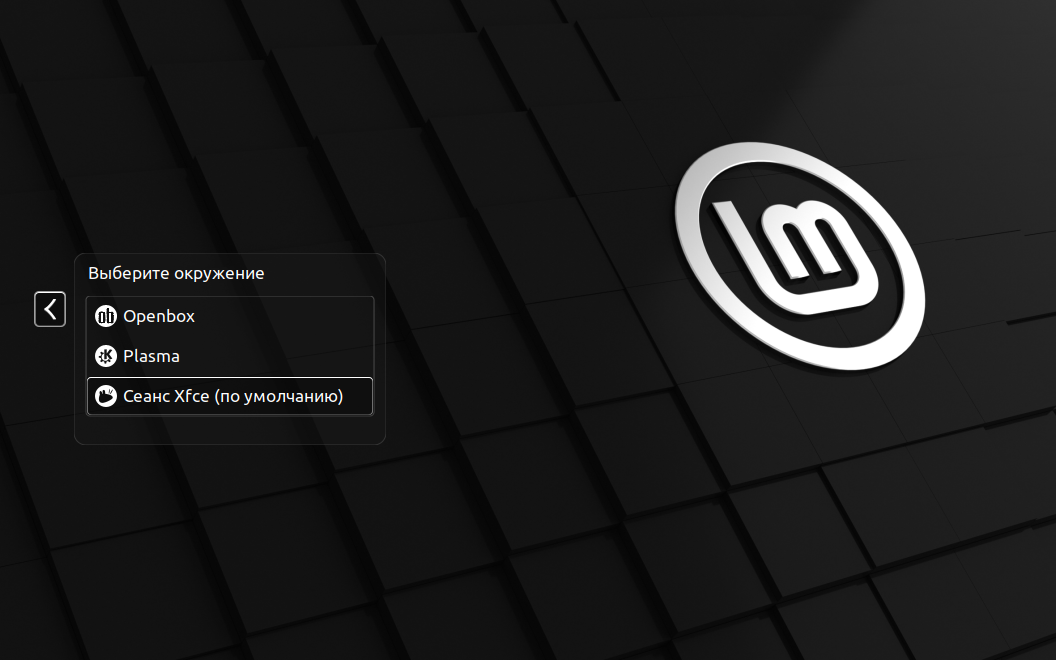 Выберите окружение
Openbox
Plasma
Сеанс Xfce (по умолчанию)